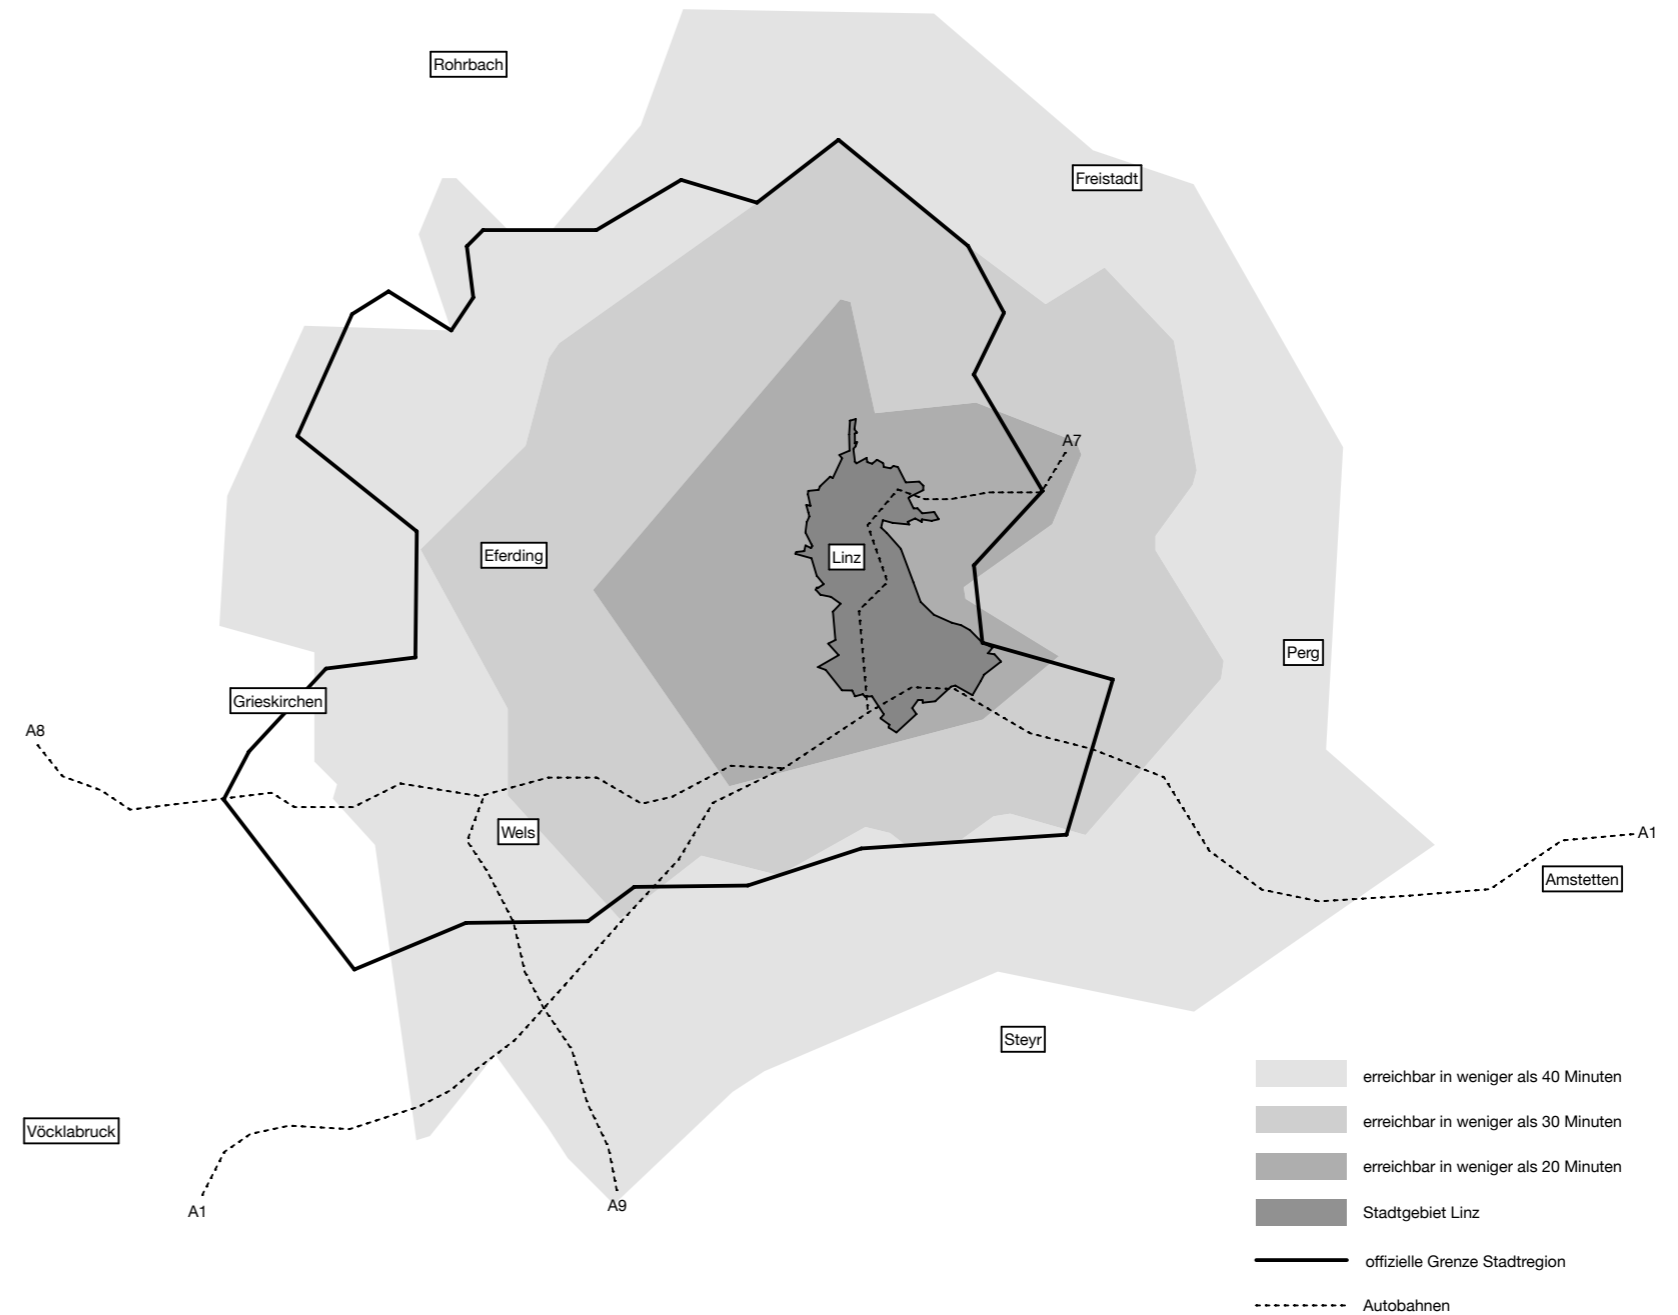 Rohrbach
Freistadt
A7
Eferding
Linz
Perg
Grieskirchen
A8
Wels
A1
Amstetten
Steyr
Vöcklabruck
A1
A9
erreichbar in weniger als 40 Minuten
erreichbar in weniger als 30 Minuten
erreichbar in weniger als 20 Minuten
Stadtgebiet Linz
offizielle Grenze Stadtregion
Autobahnen